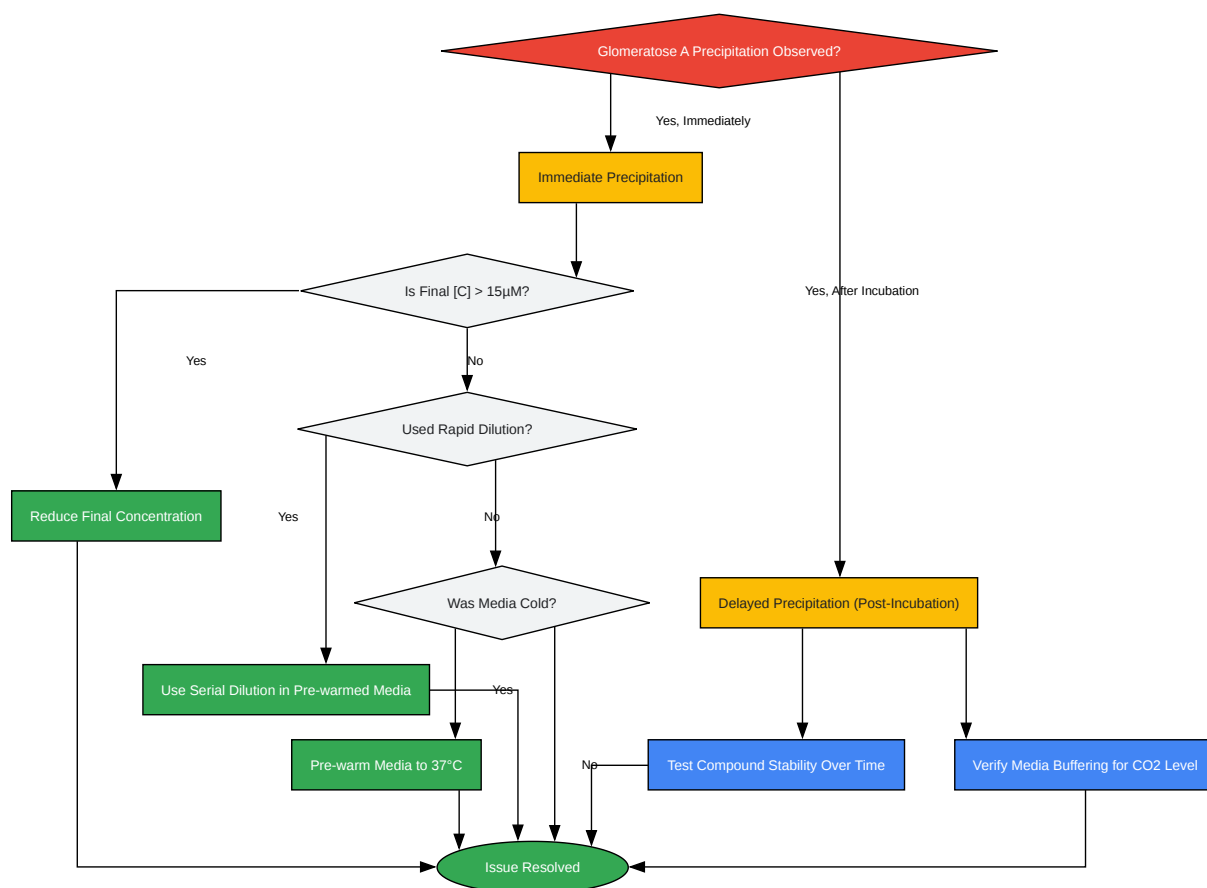 Glomeratose A Precipitation Observed?
Yes, Immediately
Immediate Precipitation
Is Final [C] > 15µM?
Yes, After Incubation
Yes
No
Used Rapid Dilution?
Reduce Final Concentration
Yes
No
Was Media Cold?
Delayed Precipitation (Post-Incubation)
Use Serial Dilution in Pre-warmed Media
Yes
Pre-warm Media to 37°C
No
Test Compound Stability Over Time
Verify Media Buffering for CO2 Level
Issue Resolved